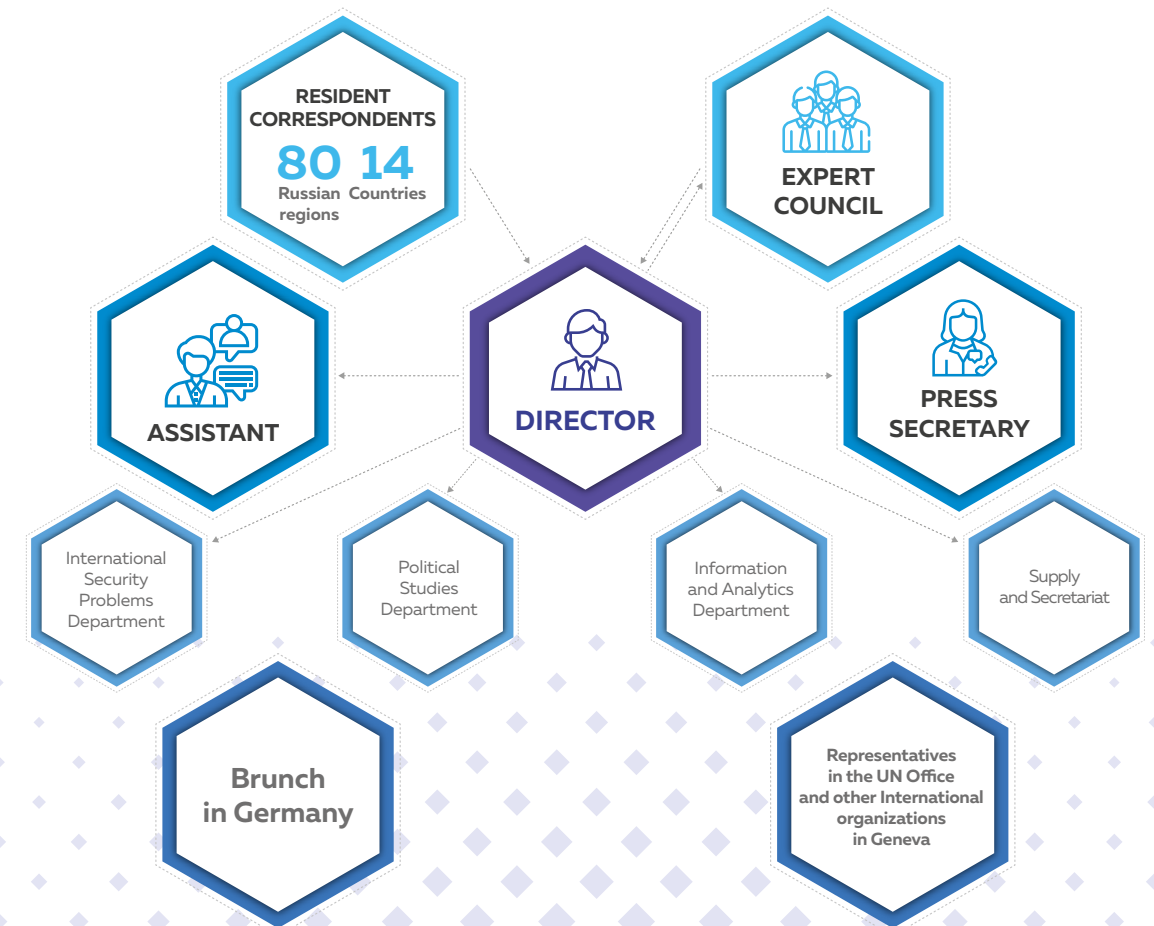 RESIDENT
CORRESPONDENTS
80 14
Russian Countries
regions
EXPERT
COUNCIL
ASSISTANT
DIRECTOR
PRESS
SECRETARY
International
Security
Problems
Department
Political
Studies
Department
Information
and Analytics
Department
Supply
and Secretariat
Brunch
in Germany
Representatives
in the UN Office
and other International
organizations
in Geneva